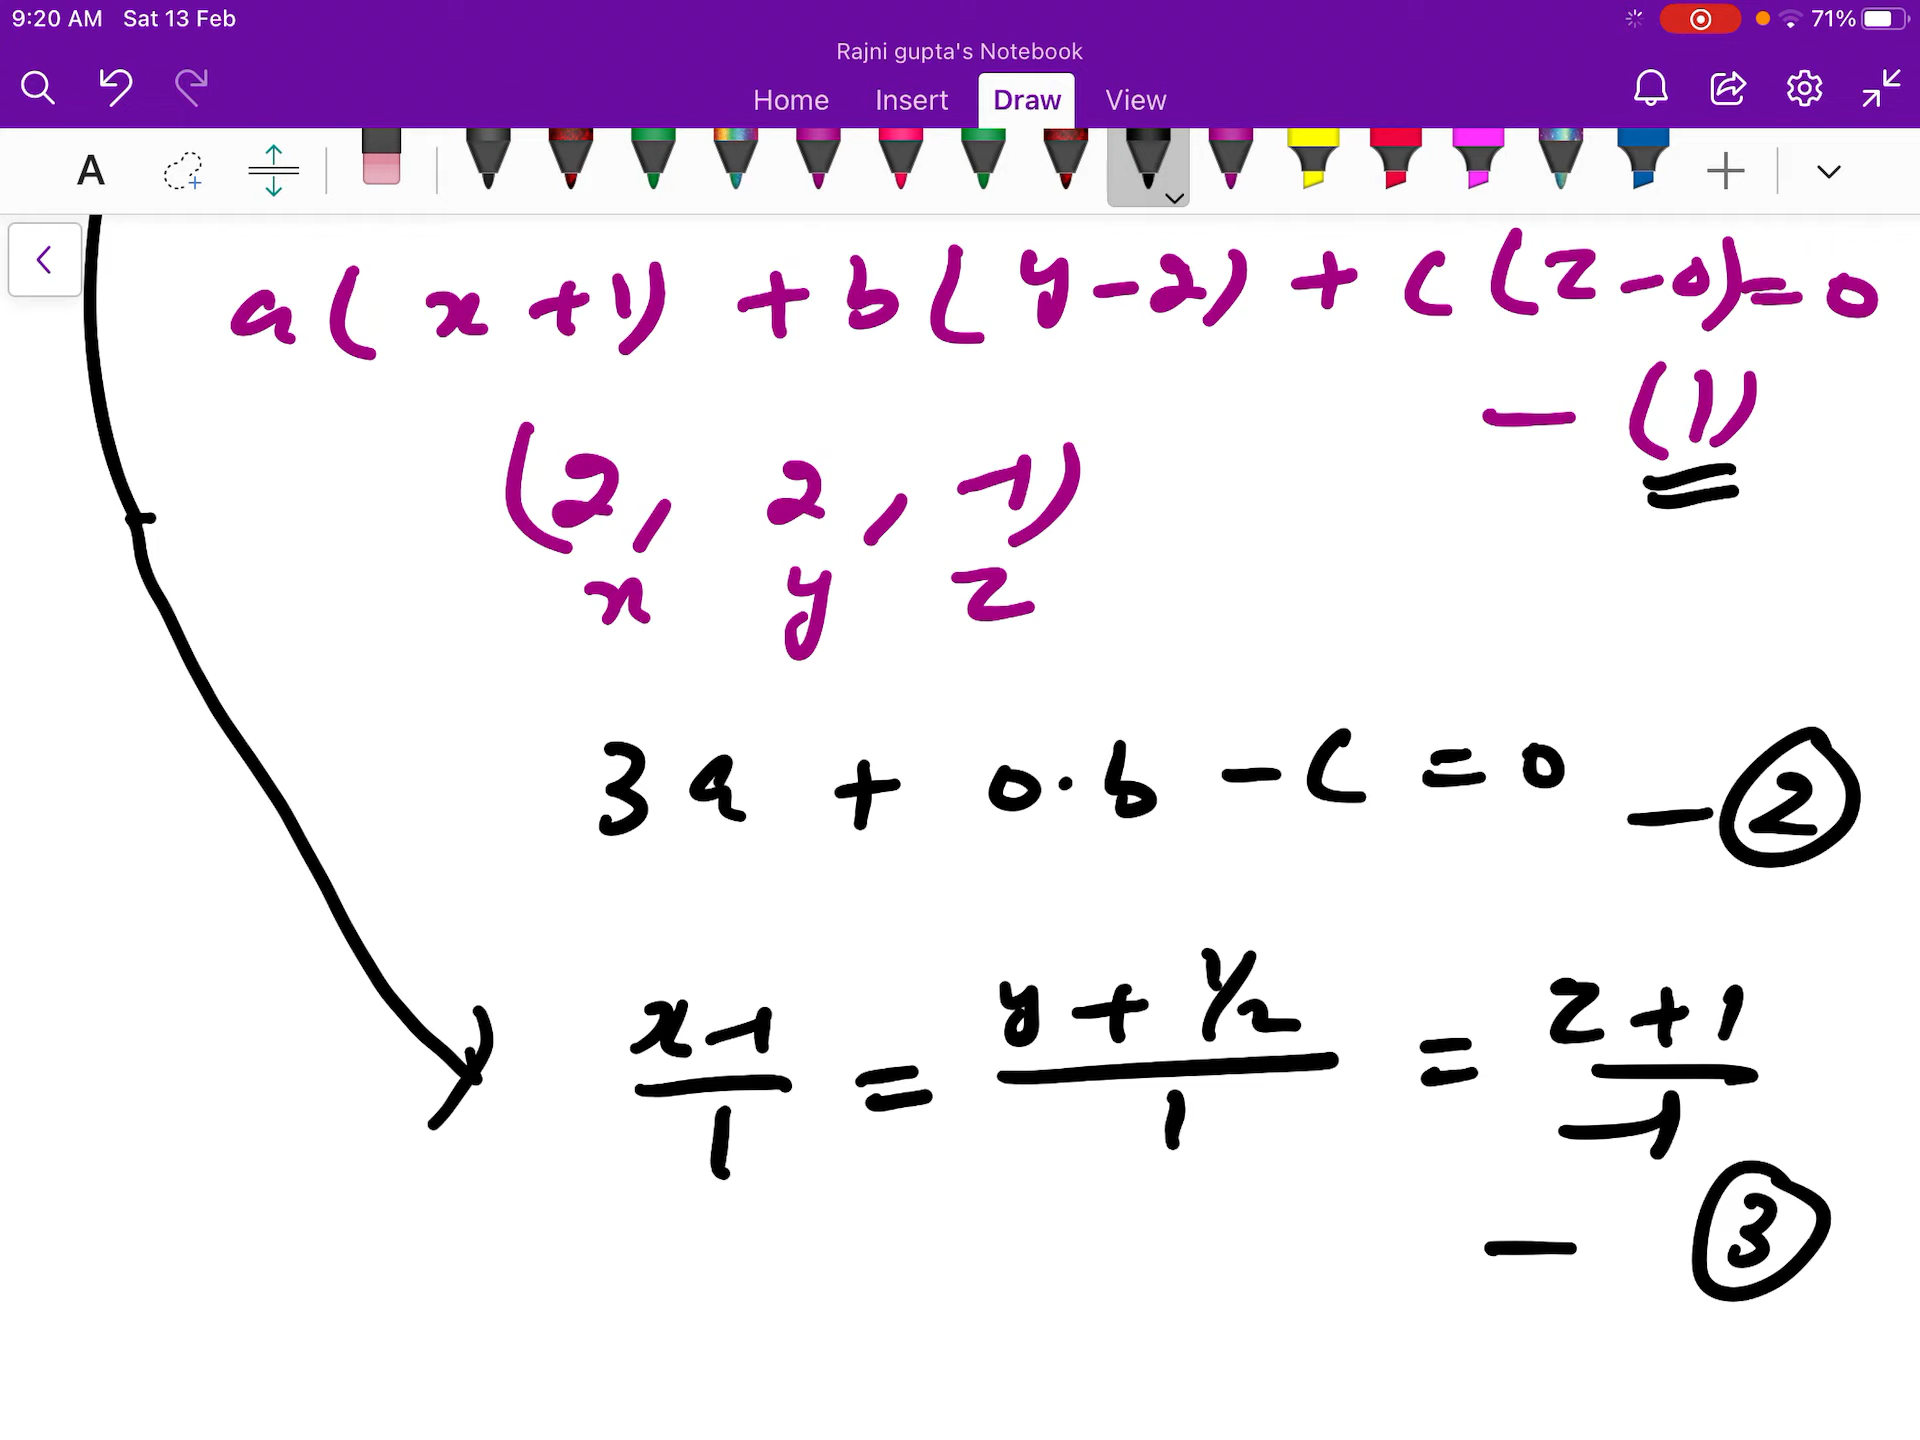 9:20 AM Sat 13 Feb 71%
Rajni gupta's Notebook
Home Insert Draw View
A
a(x+1) + b(y-2) + c(z-0)=0
— (1)
(2, 2, -1)
x y z
3a + 0·b - c = 0 — 2
x-1/1 = y+1/2/1 = z+1/-1
— 3